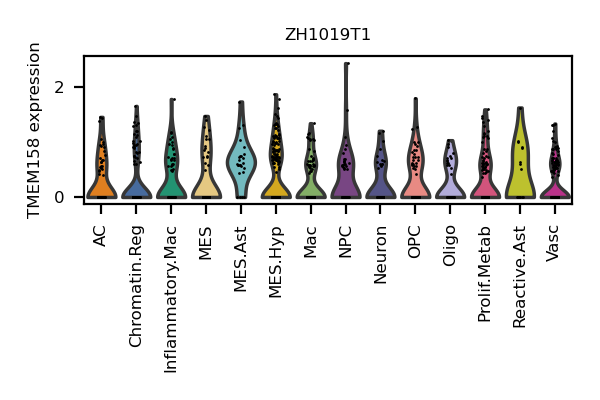 ZH1019T1
TMEM158 expression
2
0
AC
Chromatin.Reg
Inflammatory.Mac
MES
MES.Ast
MES.Hyp
Mac
NPC
Neuron
OPC
Oligo
Prolif.Metab
Reactive.Ast
Vasc